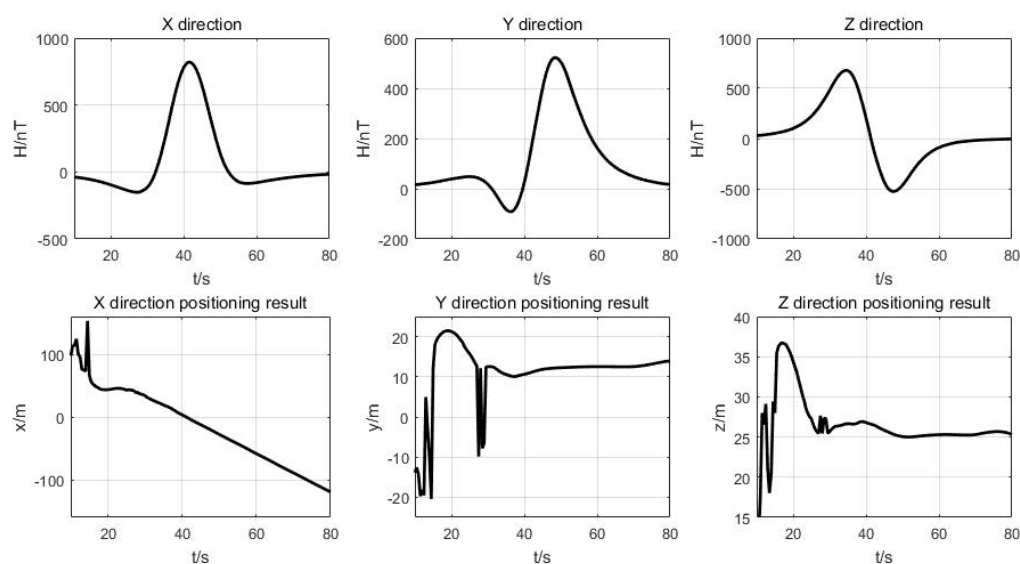 X direction
Y direction
Z direction
1000
500
0
-500
H/nT
20
40
60
80
t/s
600
400
200
0
-200
H/nT
20
40
60
80
t/s
1000
500
0
-500
-1000
H/nT
20
40
60
80
t/s
X direction positioning result
Y direction positioning result
Z direction positioning result
100
0
-100
x/m
20
40
60
80
t/s
20
10
0
-10
-20
y/m
20
40
60
80
t/s
40
35
30
25
20
15
z/m
20
40
60
80
t/s